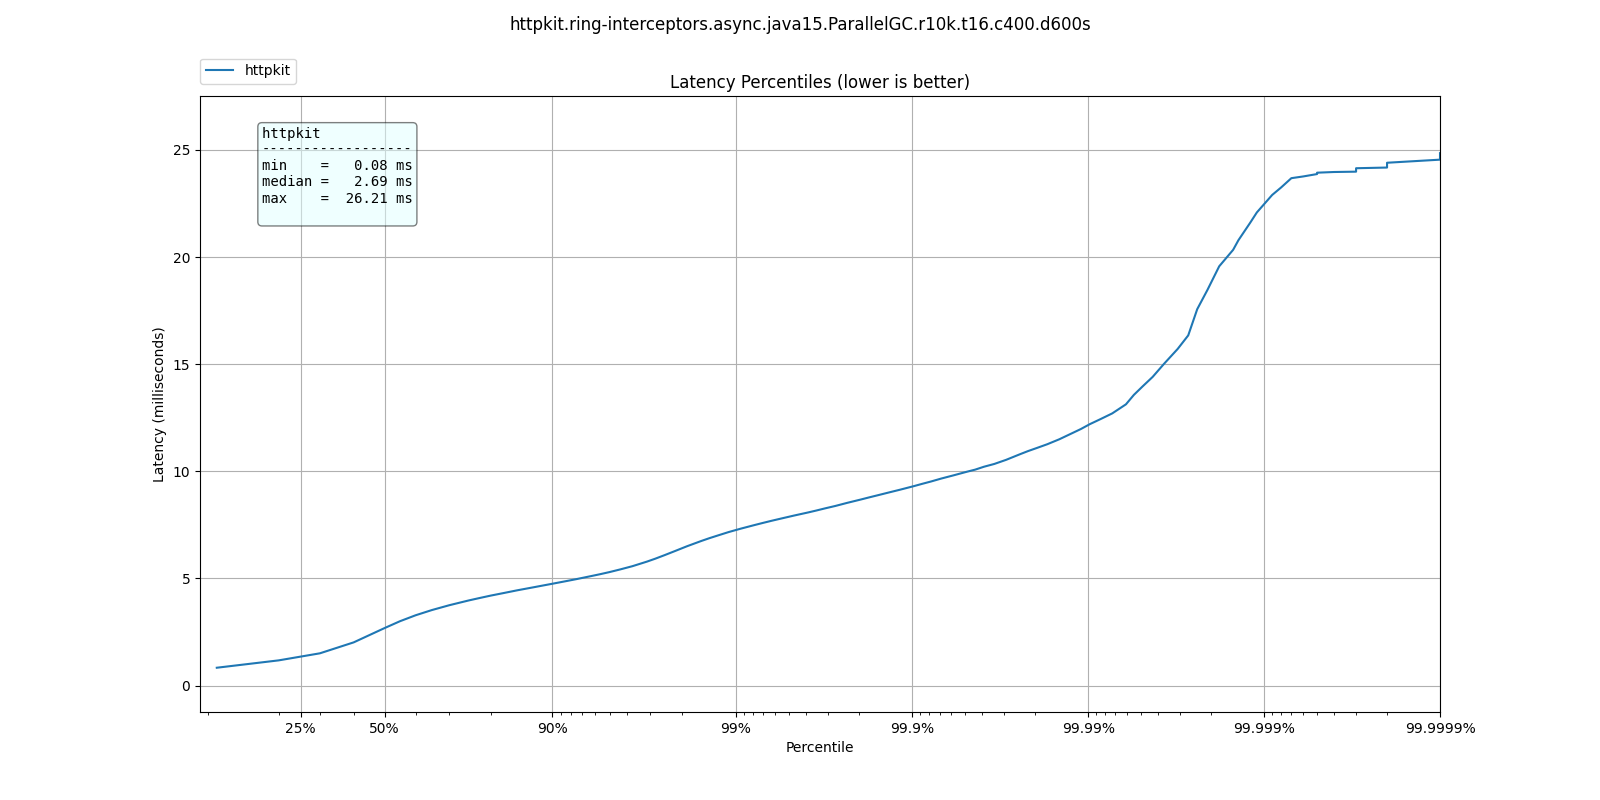 httpkit.ring-interceptors.async.java15.ParallelGC.r10k.t16.c400.d600s
httpkit
Latency Percentiles (lower is better)
httpkit
------------------
min    =   0.08 ms
median =   2.69 ms
max    =  26.21 ms
25
20
15
10
5
0
Latency (milliseconds)
25% 50% 90% 99% 99.9% 99.99% 99.999% 99.9999%
Percentile